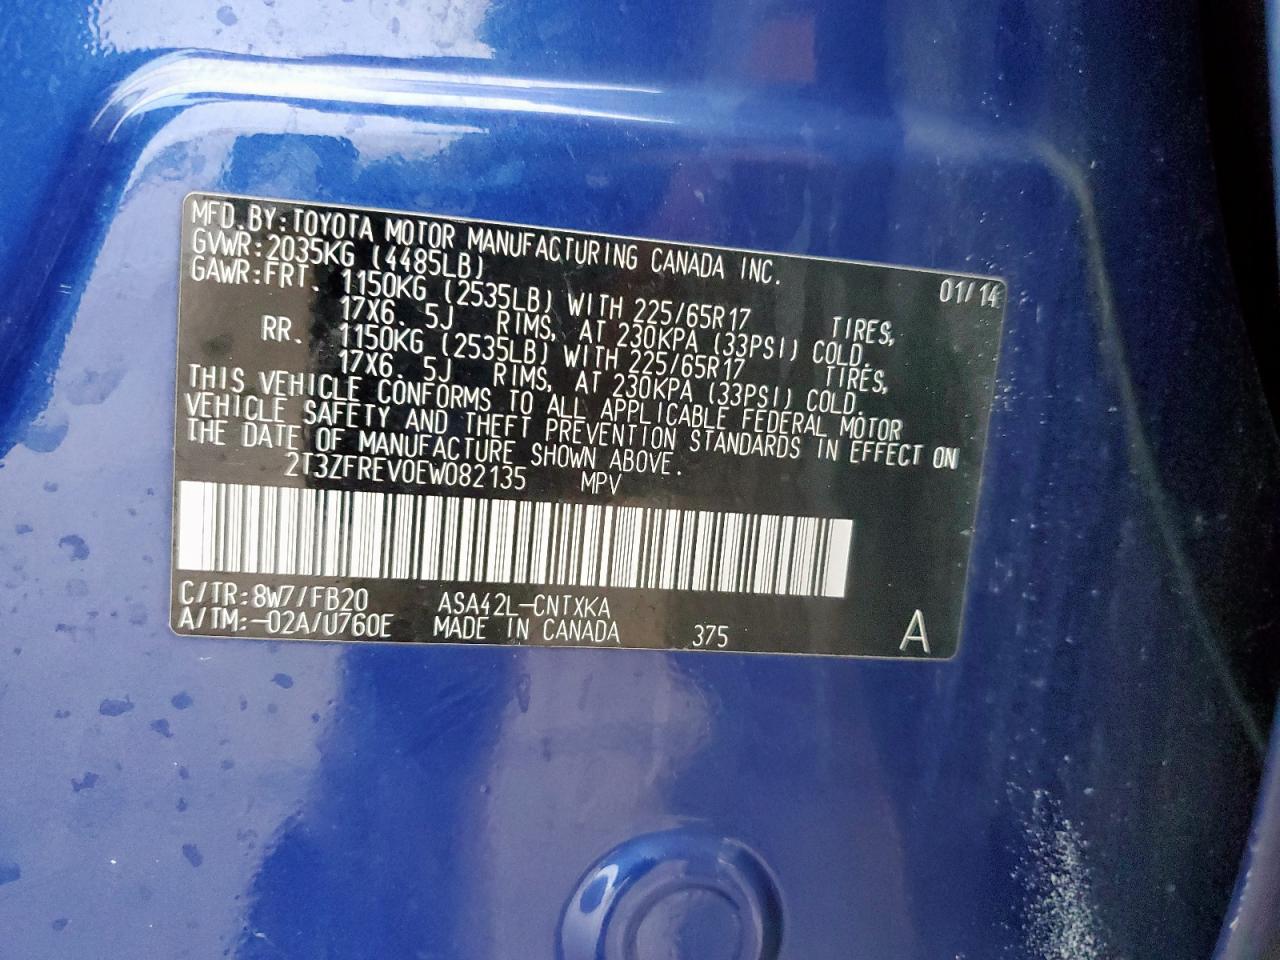 MFD.BY:TOYOTA MOTOR MANUFACTURING CANADA INC.
GVWR:2035KG (4485LB) 01/14
GAWR:FRT. 1150KG (2535LB) WITH 225/65R17 TIRES,
17X6.5J RIMS, AT 230KPA (33PSI) COLD.
RR. 1150KG (2535LB) WITH 225/65R17 TIRES,
17X6.5J RIMS, AT 230KPA (33PSI) COLD.
THIS VEHICLE CONFORMS TO ALL APPLICABLE FEDERAL MOTOR
VEHICLE SAFETY AND THEFT PREVENTION STANDARDS IN EFFECT ON
THE DATE OF MANUFACTURE SHOWN ABOVE.
2T3ZFREV0EW082135 MPV
C/TR:8W7/FB20 ASA42L-CNTXKA
A/TM:-02A/U760E MADE IN CANADA 375 A